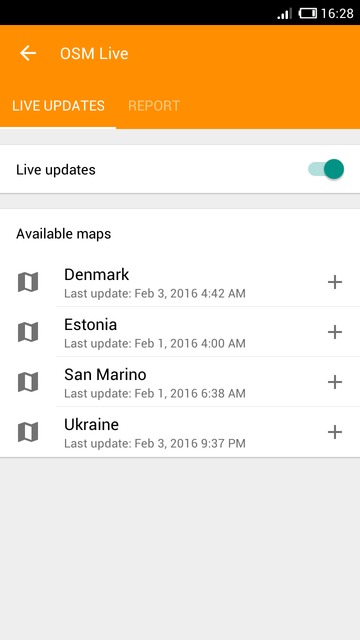 16:28
OSM Live
LIVE UPDATES
REPORT
Live updates
Available maps
Denmark
Last update: Feb 3, 2016 4:42 AM
Estonia
Last update: Feb 1, 2016 4:00 AM
San Marino
Last update: Feb 1, 2016 6:38 AM
Ukraine
Last update: Feb 3, 2016 9:37 PM